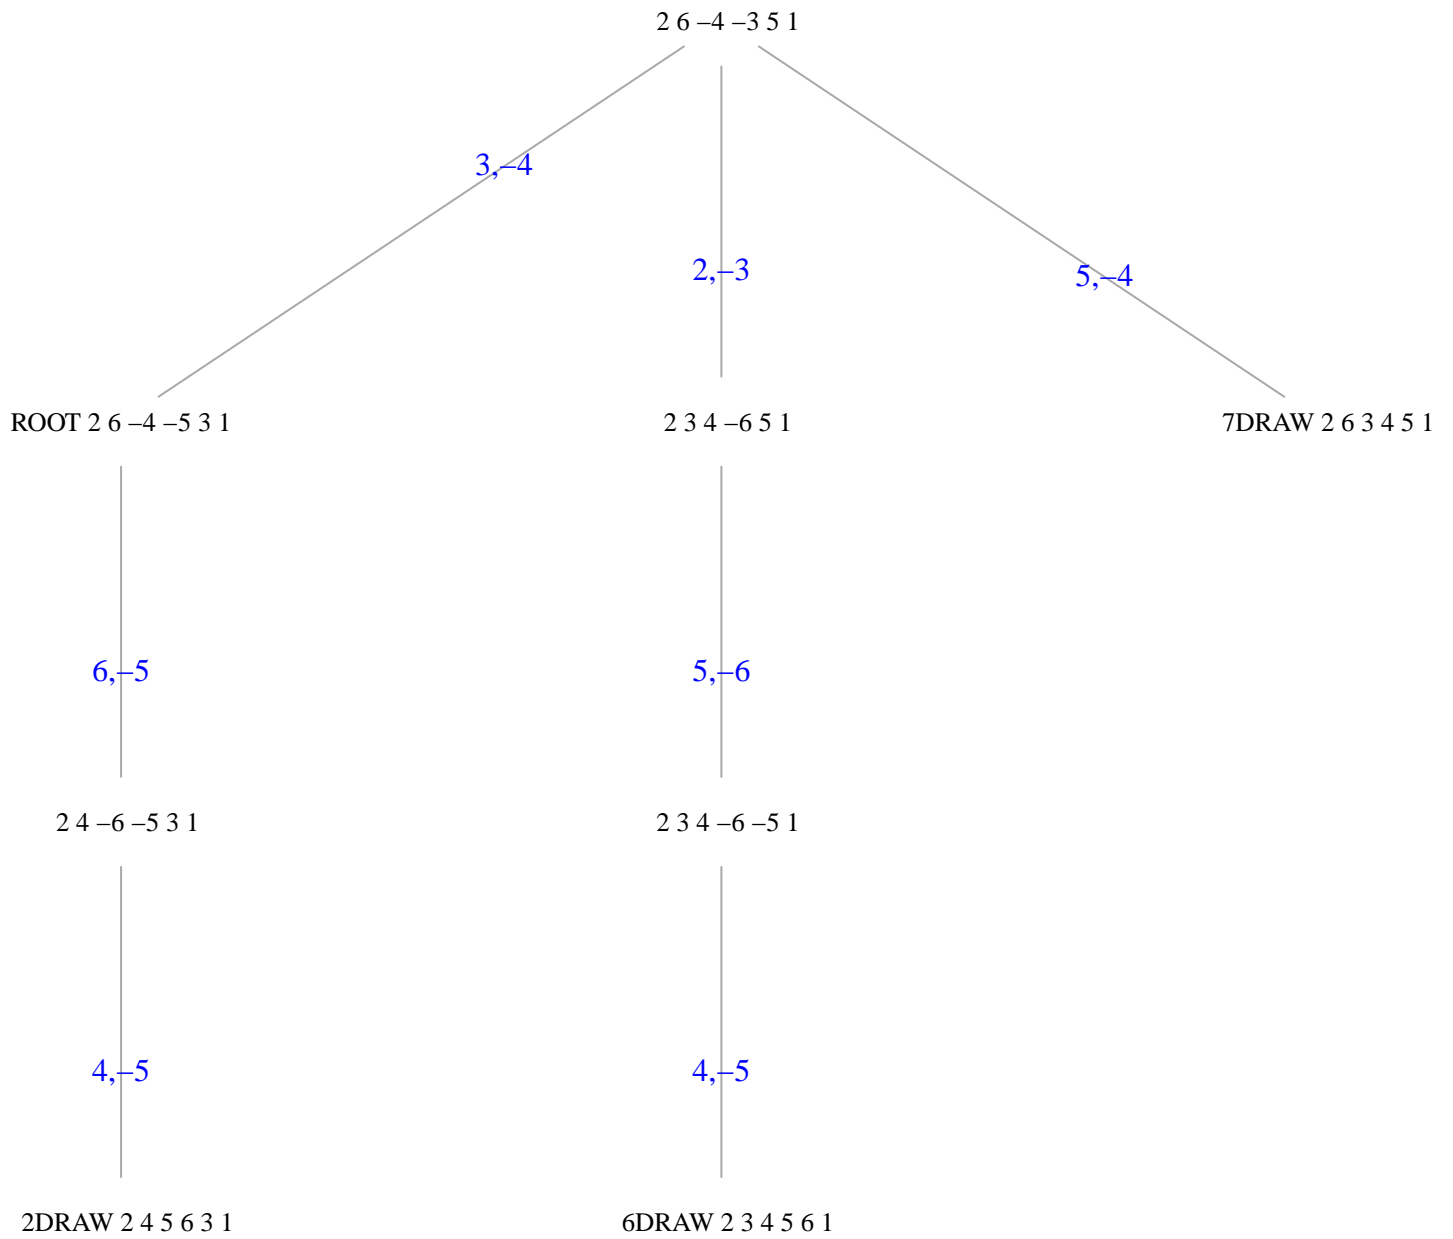 2 6 –4 –3 5 1
3,–4
2,–3
5,–4
ROOT 2 6 –4 –5 3 1
2 3 4 –6 5 1
7DRAW 2 6 3 4 5 1
6,–5
5,–6
2 4 –6 –5 3 1
2 3 4 –6 –5 1
4,–5
4,–5
2DRAW 2 4 5 6 3 1
6DRAW 2 3 4 5 6 1